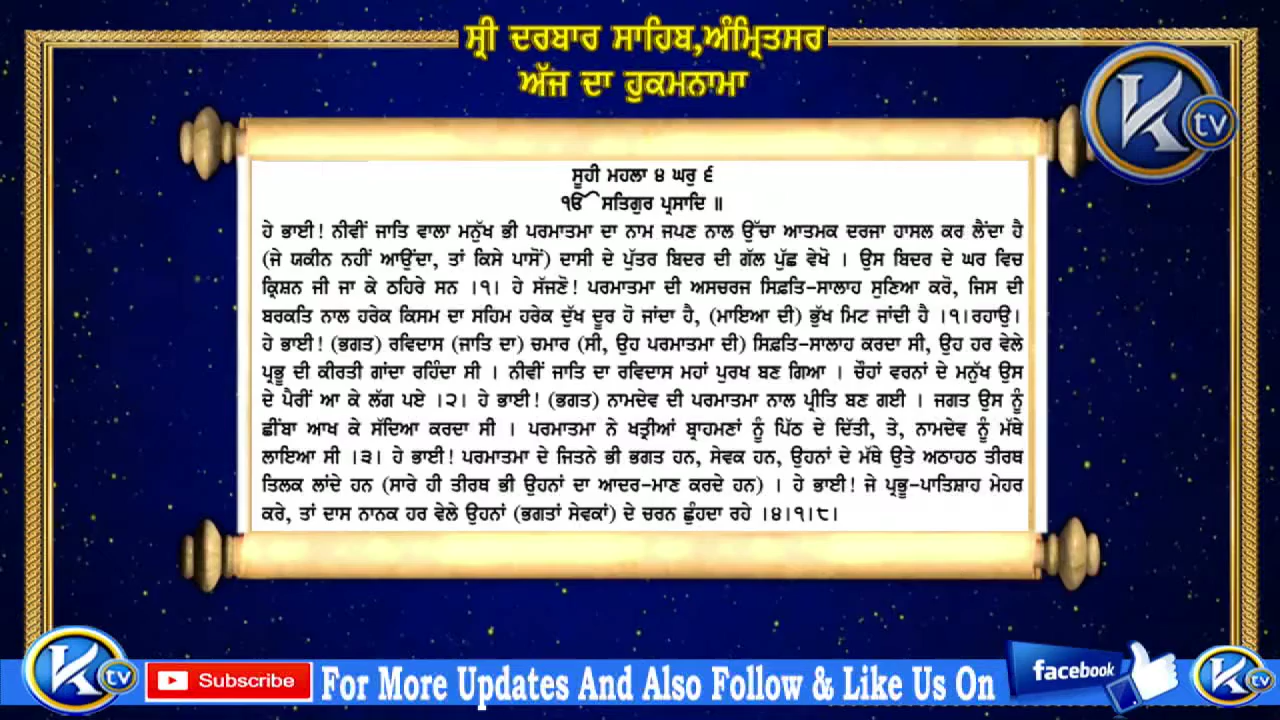 ਸ੍ਰੀ ਦਰਬਾਰ ਸਾਹਿਬ,ਅੰਮ੍ਰਿਤਸਰ
ਅੱਜ ਦਾ ਹੁਕਮਨਾਮਾ
K tv
ਸੂਹੀ ਮਹਲਾ ੪ ਘਰੁ ੬
ੴ ਸਤਿਗੁਰ ਪ੍ਰਸਾਦਿ ॥
ਹੇ ਭਾਈ! ਨੀਵੀਂ ਜਾਤਿ ਵਾਲਾ ਮਨੁੱਖ ਭੀ ਪਰਮਾਤਮਾ ਦਾ ਨਾਮ ਜਪਣ ਨਾਲ ਉੱਚਾ ਆਤਮਕ ਦਰਜਾ ਹਾਸਲ ਕਰ ਲੈਂਦਾ ਹੈ
(ਜੇ ਯਕੀਨ ਨਹੀਂ ਆਉਂਦਾ, ਤਾਂ ਕਿਸੇ ਪਾਸੋਂ) ਦਾਸੀ ਦੇ ਪੁੱਤਰ ਬਿਦਰ ਦੀ ਗੱਲ ਪੁੱਛ ਵੇਖੋ । ਉਸ ਬਿਦਰ ਦੇ ਘਰ ਵਿਚ
ਕ੍ਰਿਸ਼ਨ ਜੀ ਜਾ ਕੇ ਠਹਿਰੇ ਸਨ ।੧। ਹੇ ਸੱਜਣੋ! ਪਰਮਾਤਮਾ ਦੀ ਅਸਚਰਜ ਸਿਫ਼ਤਿ-ਸਾਲਾਹ ਸੁਣਿਆ ਕਰੋ, ਜਿਸ ਦੀ
ਬਰਕਤਿ ਨਾਲ ਹਰੇਕ ਕਿਸਮ ਦਾ ਸਹਿਮ ਹਰੇਕ ਦੁੱਖ ਦੂਰ ਹੋ ਜਾਂਦਾ ਹੈ, (ਮਾਇਆ ਦੀ) ਭੁੱਖ ਮਿਟ ਜਾਂਦੀ ਹੈ ।੧।ਰਹਾਉ।
ਹੇ ਭਾਈ! (ਭਗਤ) ਰਵਿਦਾਸ (ਜਾਤਿ ਦਾ) ਚਮਾਰ (ਸੀ, ਉਹ ਪਰਮਾਤਮਾ ਦੀ) ਸਿਫ਼ਤਿ-ਸਾਲਾਹ ਕਰਦਾ ਸੀ, ਉਹ ਹਰ ਵੇਲੇ
ਪ੍ਰਭੂ ਦੀ ਕੀਰਤੀ ਗਾਂਦਾ ਰਹਿੰਦਾ ਸੀ । ਨੀਵੀਂ ਜਾਤਿ ਦਾ ਰਵਿਦਾਸ ਮਹਾਂ ਪੁਰਖ ਬਣ ਗਿਆ । ਚੌਹਾਂ ਵਰਨਾਂ ਦੇ ਮਨੁੱਖ ਉਸ
ਦੇ ਪੈਰੀਂ ਆ ਕੇ ਲੱਗ ਪਏ ।੨। ਹੇ ਭਾਈ! (ਭਗਤ) ਨਾਮਦੇਵ ਦੀ ਪਰਮਾਤਮਾ ਨਾਲ ਪ੍ਰੀਤਿ ਬਣ ਗਈ । ਜਗਤ ਉਸ ਨੂੰ
ਛੀਂਬਾ ਆਖ ਕੇ ਸੱਦਿਆ ਕਰਦਾ ਸੀ । ਪਰਮਾਤਮਾ ਨੇ ਖੜ੍ਰੀਆਂ ਬ੍ਰਾਹਮਣਾਂ ਨੂੰ ਪਿੱਠ ਦੇ ਦਿੱਤੀ, ਤੇ, ਨਾਮਦੇਵ ਨੂੰ ਮੱਥੇ
ਲਾਇਆ ਸੀ ।੩। ਹੇ ਭਾਈ! ਪਰਮਾਤਮਾ ਦੇ ਜਿਤਨੇ ਭੀ ਭਗਤ ਹਨ, ਸੇਵਕ ਹਨ, ਉਹਨਾਂ ਦੇ ਮੱਥੇ ਉਤੇ ਅਠਾਹਠ ਤੀਰਥ
ਤਿਲਕ ਲਾਂਦੇ ਹਨ (ਸਾਰੇ ਹੀ ਤੀਰਥ ਭੀ ਉਹਨਾਂ ਦਾ ਆਦਰ-ਮਾਣ ਕਰਦੇ ਹਨ) । ਹੇ ਭਾਈ! ਜੇ ਪ੍ਰਭੂ-ਪਾਤਿਸ਼ਾਹ ਮੇਹਰ
ਕਰੇ, ਤਾਂ ਦਾਸ ਨਾਨਕ ਹਰ ਵੇਲੇ ਉਹਨਾਂ (ਭਗਤਾਂ ਸੇਵਕਾਂ) ਦੇ ਚਰਨ ਛੁੰਹਦਾ ਰਹੇ ।੪।੧।੮।
K tv Subscribe For More Updates And Also Follow & Like Us On facebook K tv